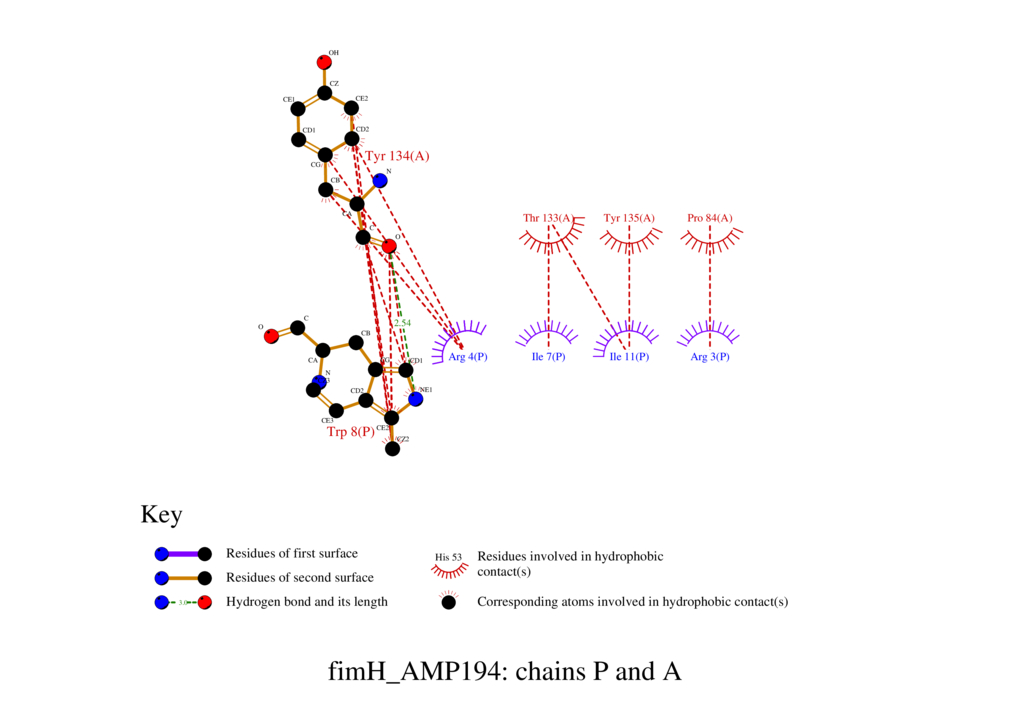 OH
CZ
CE1
CE2
CD1
CD2
CG
Tyr 134(A)
N
CB
CA
C
O
Thr 133(A)
Tyr 135(A)
Pro 84(A)
2.54
O
C
CB
CA
CD1
N
CD2
NE1
CE3
CE2
CZ2
Trp 8(P)
Arg 4(P)
Ile 7(P)
Ile 11(P)
Arg 3(P)
Key
Residues of first surface
Residues of second surface
3.0
Hydrogen bond and its length
His 53
Residues involved in hydrophobic
contact(s)
Corresponding atoms involved in hydrophobic contact(s)
fimH_AMP194: chains P and A